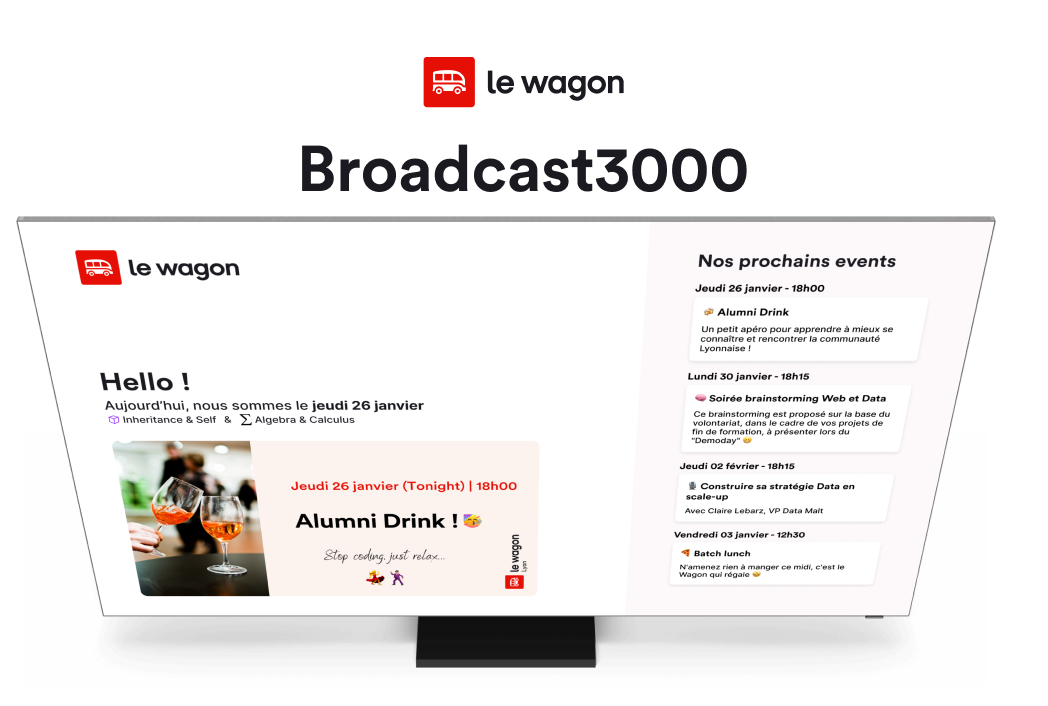 le wagon
Broadcast3000
le wagon
Hello !
Aujourd'hui, nous sommes le jeudi 26 janvier
Inheritance & Self & Algebra & Calculus
Jeudi 26 janvier (Tonight) | 18h00
Alumni Drink !
Stop coding, just relax...
le wagon
Lyon
Nos prochains events
Jeudi 26 janvier - 18h00
Alumni Drink
Un petit apéro pour apprendre à mieux se
connaître et rencontrer la communauté
Lyonnaise !
Lundi 30 janvier - 18h15
Soirée brainstorming Web et Data
Ce brainstorming est proposé sur la base du
volontariat, dans le cadre de vos projets de
fin de formation, à présenter lors du
"Demoday"
Jeudi 02 février - 18h15
Construire sa stratégie Data en
scale-up
Avec Claire Lebarz, VP Data Malt
Vendredi 03 janvier - 12h30
Batch lunch
N'amenez rien à manger ce midi, c'est le
Wagon qui régale